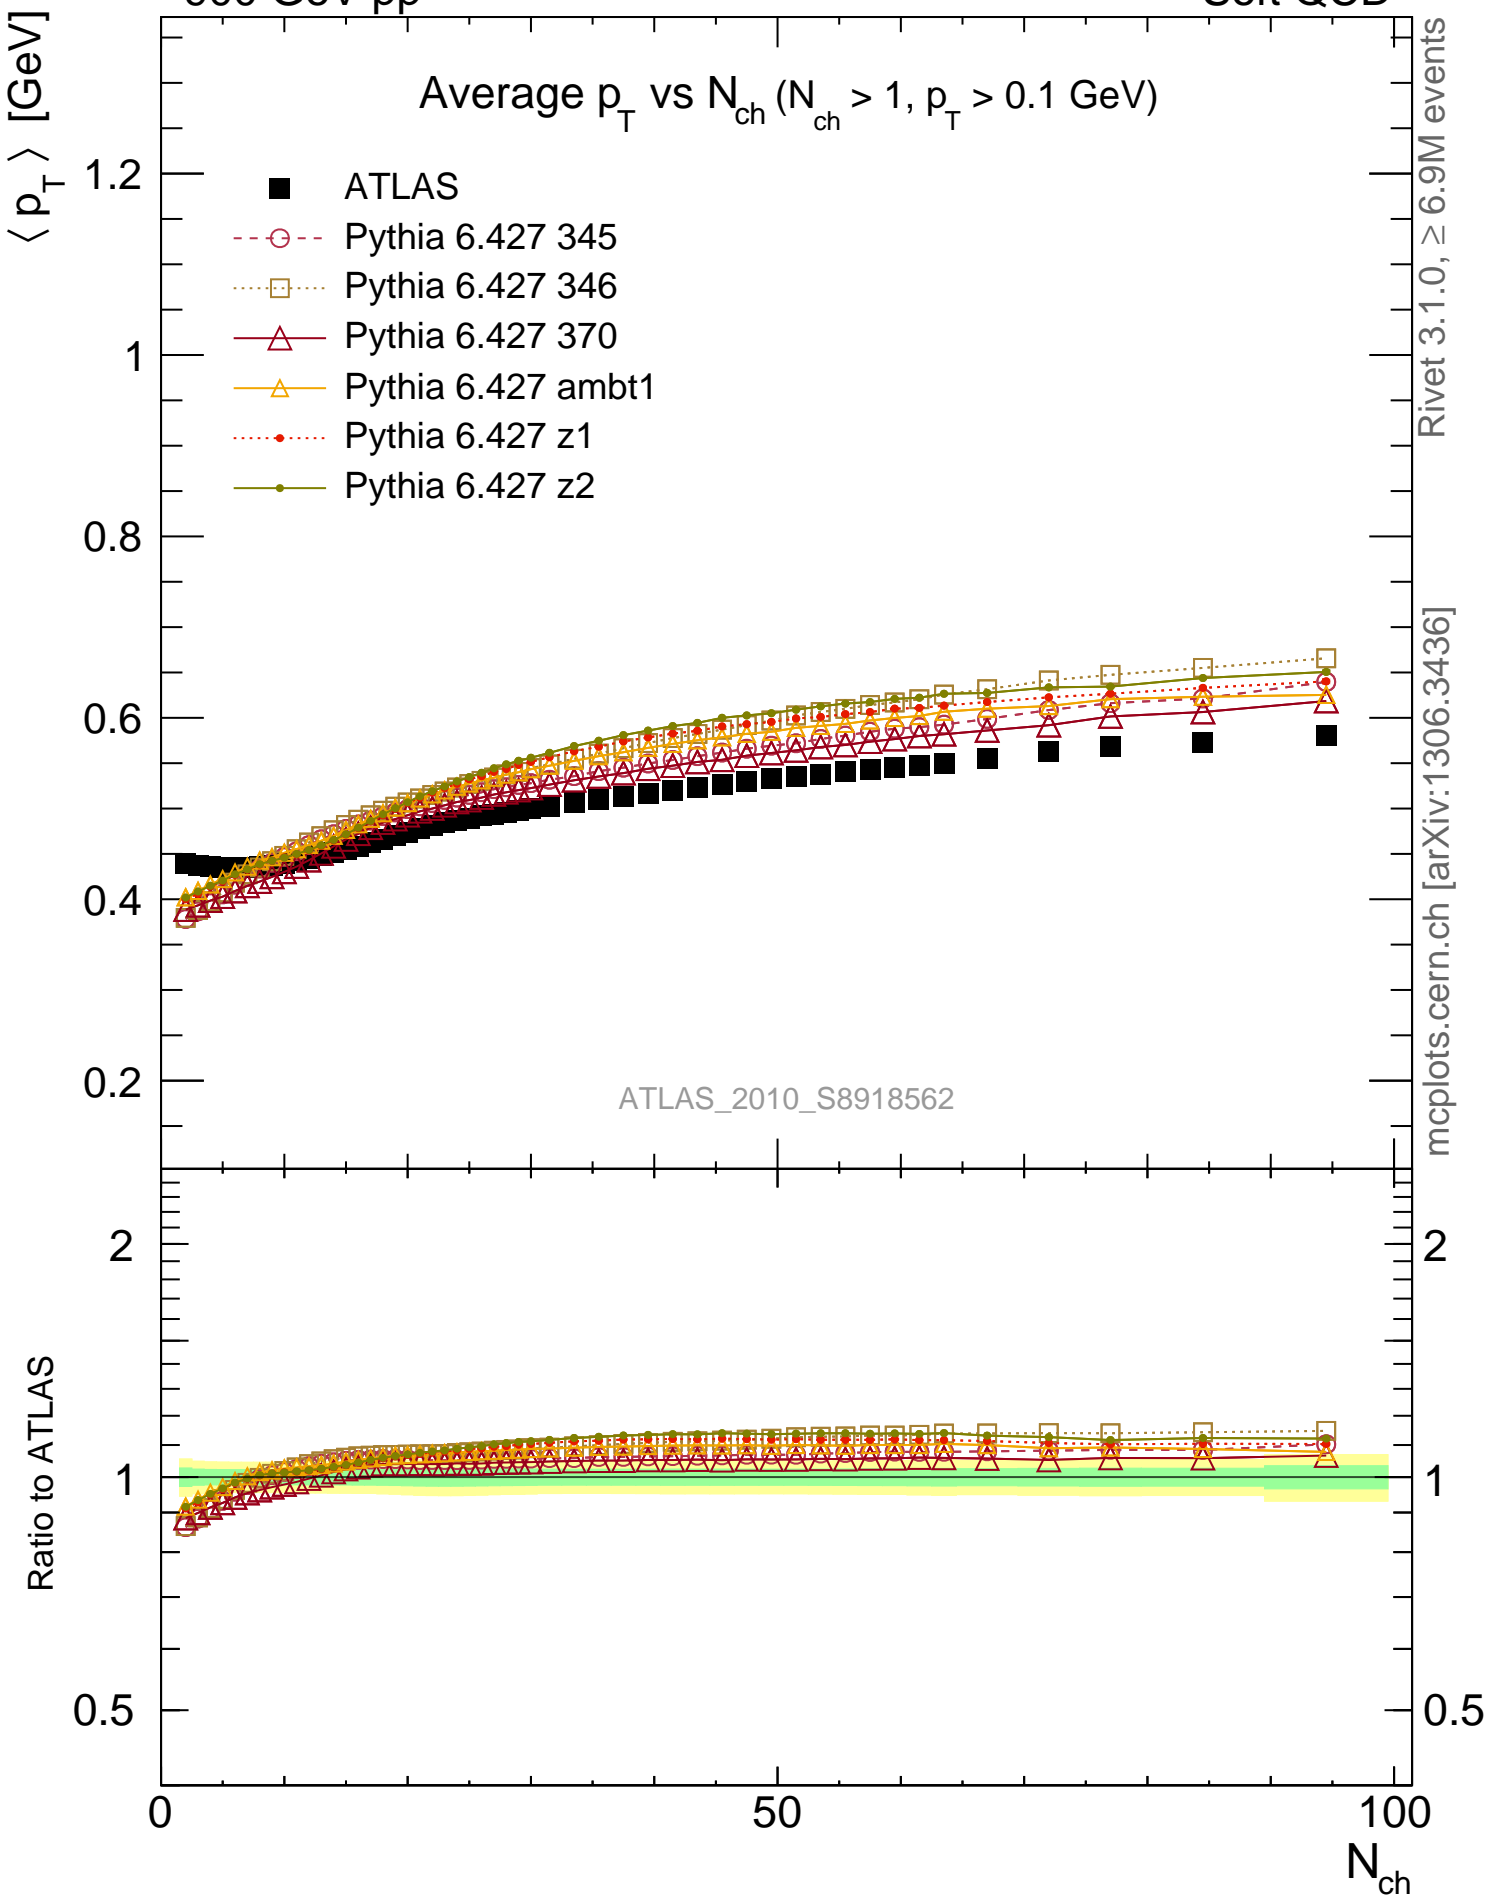 ⟨ p_T ⟩ [GeV]
Average p_T vs N_ch (N_ch > 1, p_T > 0.1 GeV)
ATLAS
Pythia 6.427 345
Pythia 6.427 346
Pythia 6.427 370
Pythia 6.427 ambt1
Pythia 6.427 z1
Pythia 6.427 z2
1.2
1
0.8
0.6
0.4
0.2
ATLAS_2010_S8918562
Rivet 3.1.0, ≥ 6.9M events
mcplots.cern.ch [arXiv:1306.3436]
Ratio to ATLAS
2
1
0.5
2
1
0.5
0
50
100
N_ch